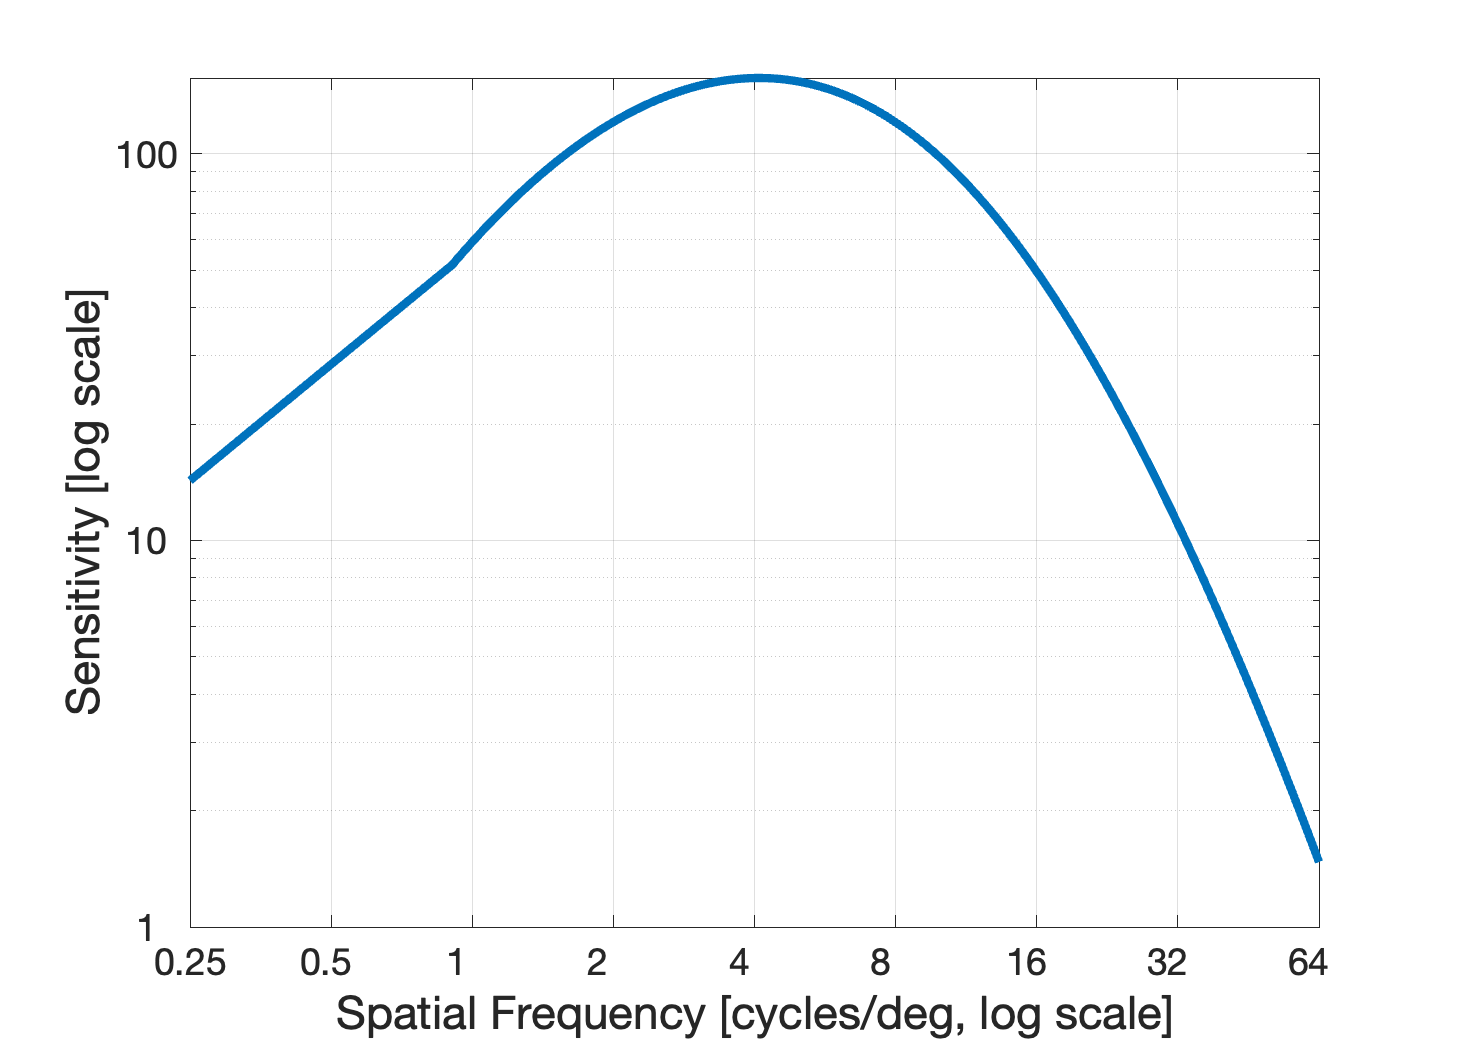 Sensitivity [log scale]
100
10
1
0.25 0.5 1 2 4 8 16 32 64
Spatial Frequency [cycles/deg, log scale]